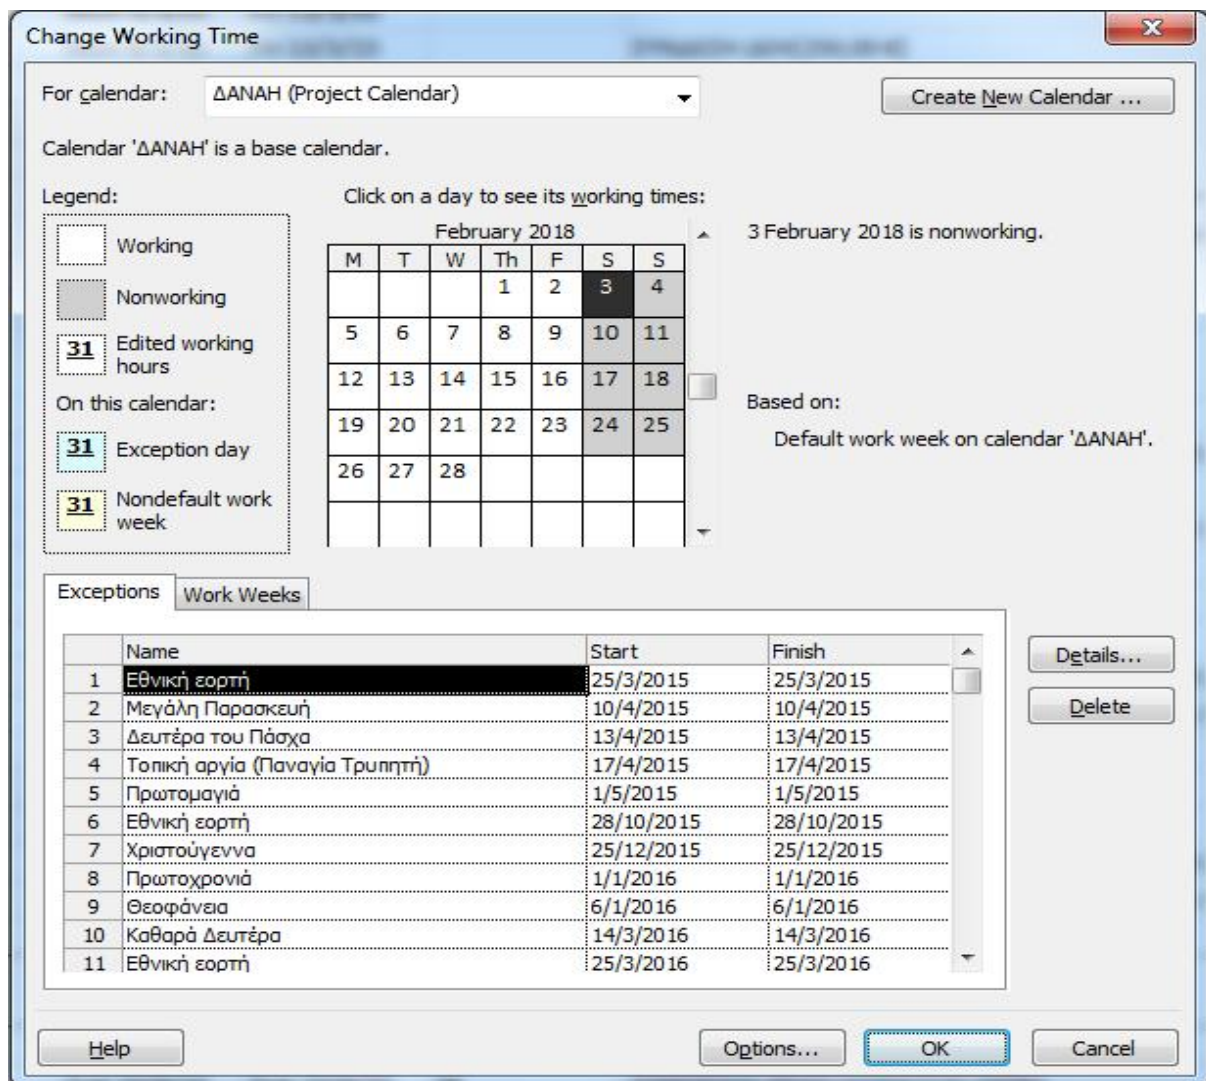 Change Working Time
For calendar: ΔΑΝΑΗ (Project Calendar) Create New Calendar ...
Calendar 'ΔΑΝΑΗ' is a base calendar.
Legend:
Working
Nonworking
31 Edited working
hours
On this calendar:
31 Exception day
31 Nondefault work
week
Click on a day to see its working times:
February 2018
M T W Th F S S
1 2 3 4
5 6 7 8 9 10 11
12 13 14 15 16 17 18
19 20 21 22 23 24 25
26 27 28
3 February 2018 is nonworking.
Based on:
Default work week on calendar 'ΔΑΝΑΗ'.
Exceptions Work Weeks
Name Start Finish
1 Εθνική εορτή 25/3/2015 25/3/2015
2 Μεγάλη Παρασκευή 10/4/2015 10/4/2015
3 Δευτέρα του Πάσχα 13/4/2015 13/4/2015
4 Τοπική αργία (Παναγία Τρυπητή) 17/4/2015 17/4/2015
5 Πρωτομαγιά 1/5/2015 1/5/2015
6 Εθνική εορτή 28/10/2015 28/10/2015
7 Χριστούγεννα 25/12/2015 25/12/2015
8 Πρωτοχρονιά 1/1/2016 1/1/2016
9 Θεοφάνεια 6/1/2016 6/1/2016
10 Καθαρά Δευτέρα 14/3/2016 14/3/2016
11 Εθνική εορτή 25/3/2016 25/3/2016
Details...
Delete
Help Options... OK Cancel